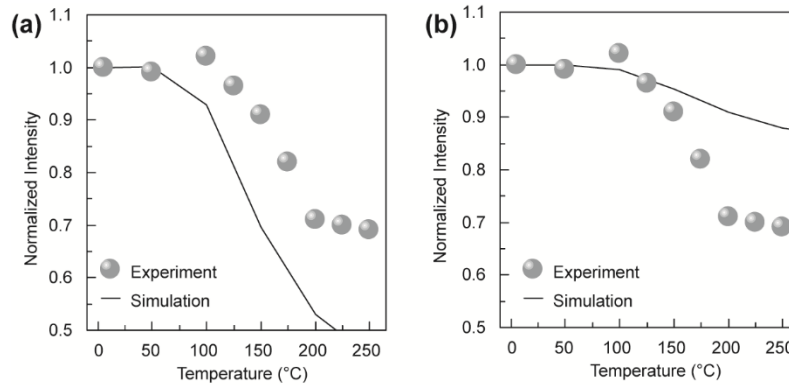 (a)
1.1
1.0
0.9
0.8
0.7
0.6
0.5
Normalized Intensity
Experiment
Simulation
0 50 100 150 200 250
Temperature (°C)
(b)
1.1
1.0
0.9
0.8
0.7
0.6
0.5
Normalized Intensity
Experiment
Simulation
0 50 100 150 200 250
Temperature (°C)